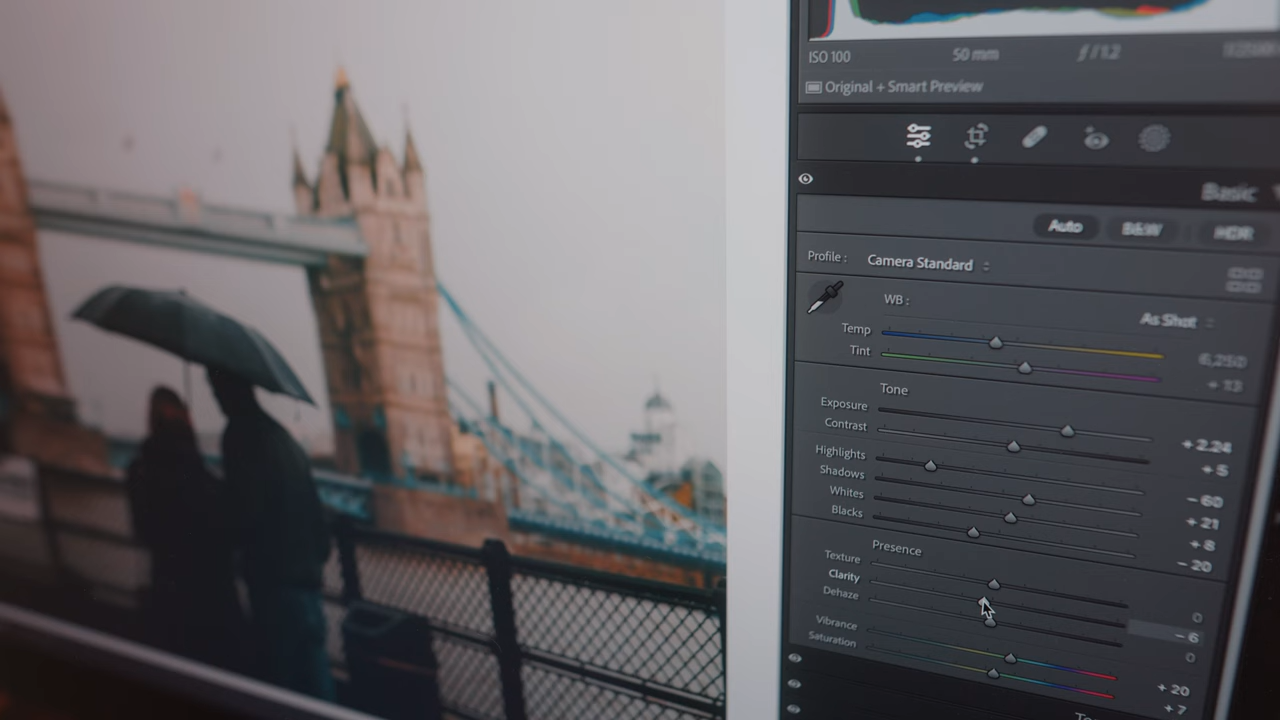 ISO 100 50 mm ƒ / 1.2
Original + Smart Preview
Basic
Auto B&W HDR
Profile : Camera Standard
WB : As Shot
Temp 6,250
Tint + 13
Tone
Exposure + 2.24
Contrast + 5
Highlights − 60
Shadows + 21
Whites + 8
Blacks − 20
Presence
Texture 0
Clarity − 6
Dehaze 0
Vibrance + 20
Saturation + 7